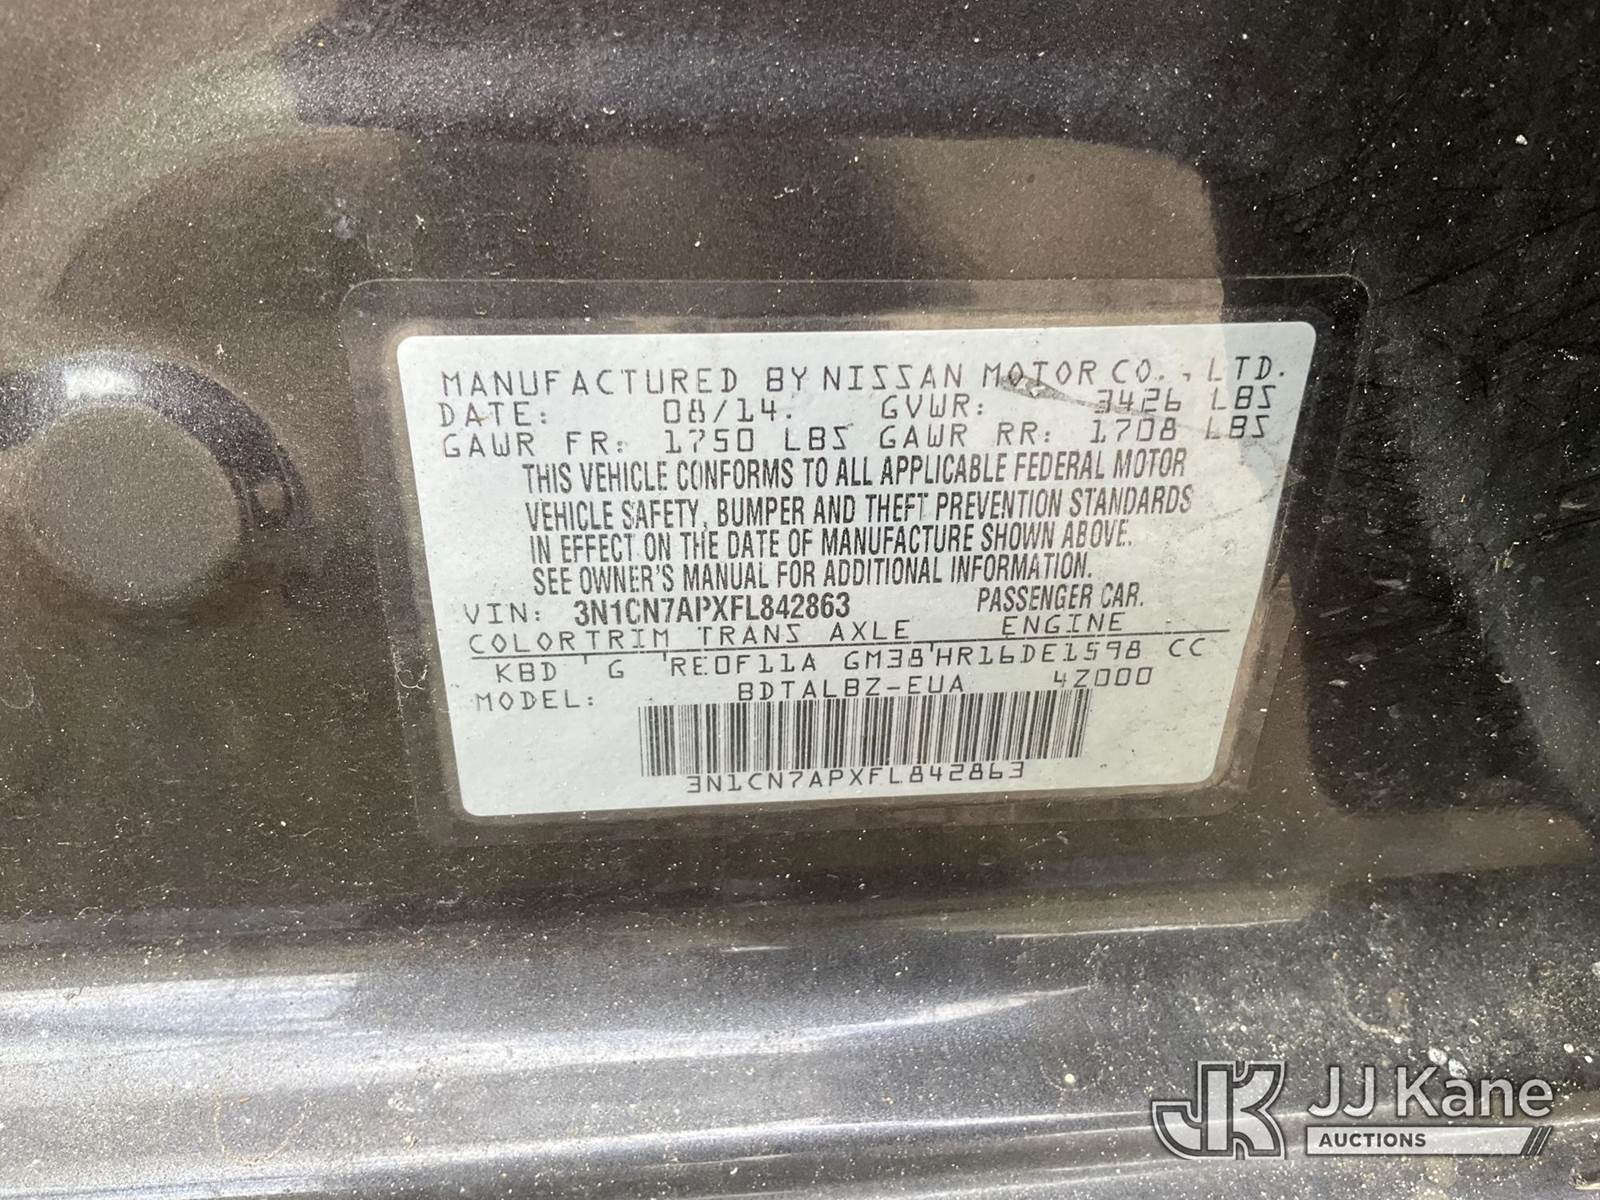 MANUFACTURED BY NISSAN MOTOR CO., LTD.
DATE: 08/14. GVWR: 3426 LBS
GAWR FR: 1750 LBS GAWR RR: 1708 LBS
THIS VEHICLE CONFORMS TO ALL APPLICABLE FEDERAL MOTOR
VEHICLE SAFETY, BUMPER AND THEFT PREVENTION STANDARDS
IN EFFECT ON THE DATE OF MANUFACTURE SHOWN ABOVE.
SEE OWNER'S MANUAL FOR ADDITIONAL INFORMATION.
VIN: 3N1CN7APXFL842863 PASSENGER CAR.
COLORTRIM TRANS AXLE ENGINE
KBD G RE0F11A GM38 HR16DE1598 CC
MODEL: BDTALBZ-EUA 4Z000
3N1CN7APXFL842863
JK JJ Kane
AUCTIONS